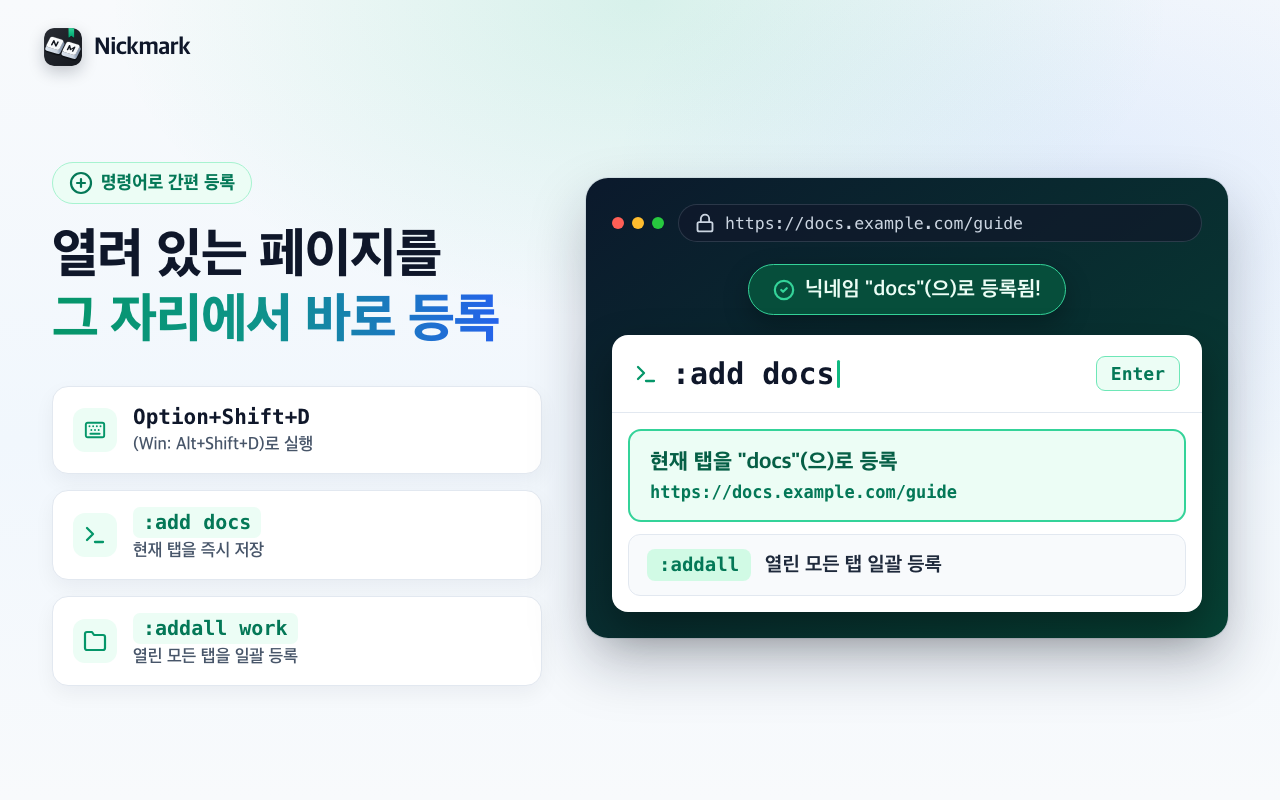 N M Nickmark
명령어로 간편 등록
열려 있는 페이지를
그 자리에서 바로 등록
Option+Shift+D
(Win: Alt+Shift+D)로 실행
:add docs
현재 탭을 즉시 저장
:addall work
열린 모든 탭을 일괄 등록
https://docs.example.com/guide
닉네임 "docs"(으)로 등록됨!
:add docs
Enter
현재 탭을 "docs"(으)로 등록
https://docs.example.com/guide
:addall 열린 모든 탭 일괄 등록